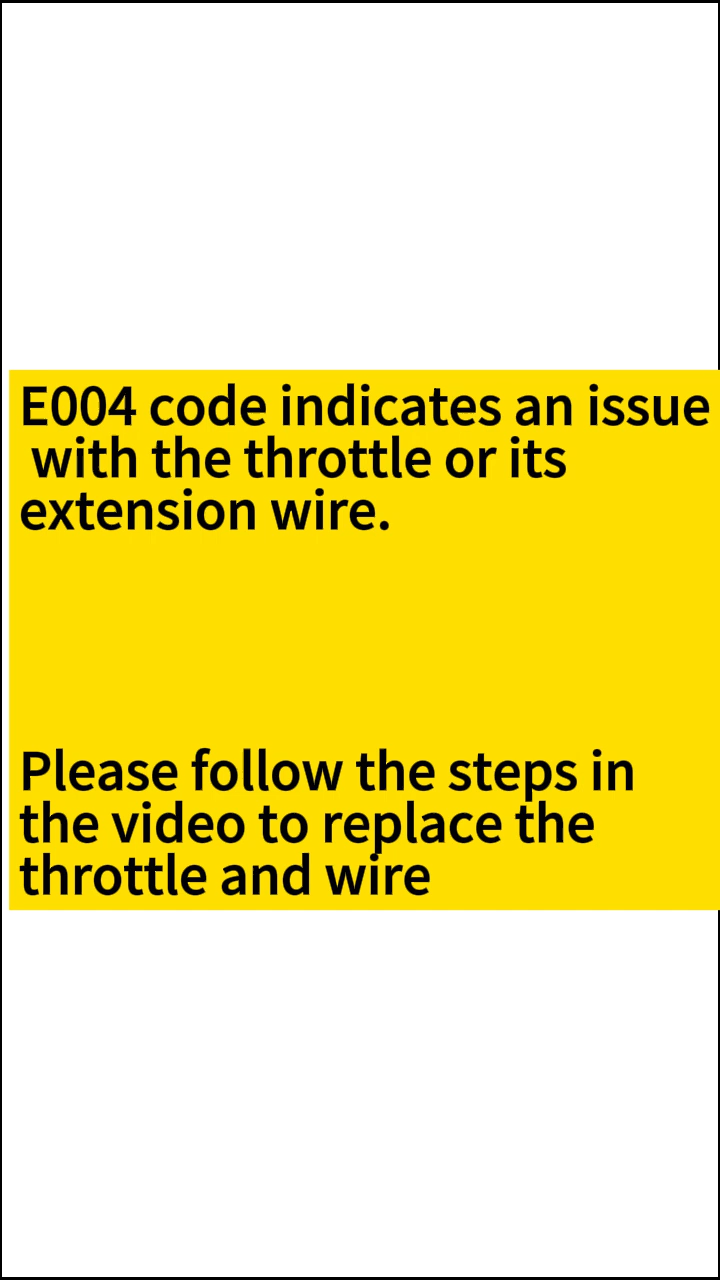 E004 code indicates an issue
with the throttle or its
extension wire.
Please follow the steps in
the video to replace the
throttle and wire